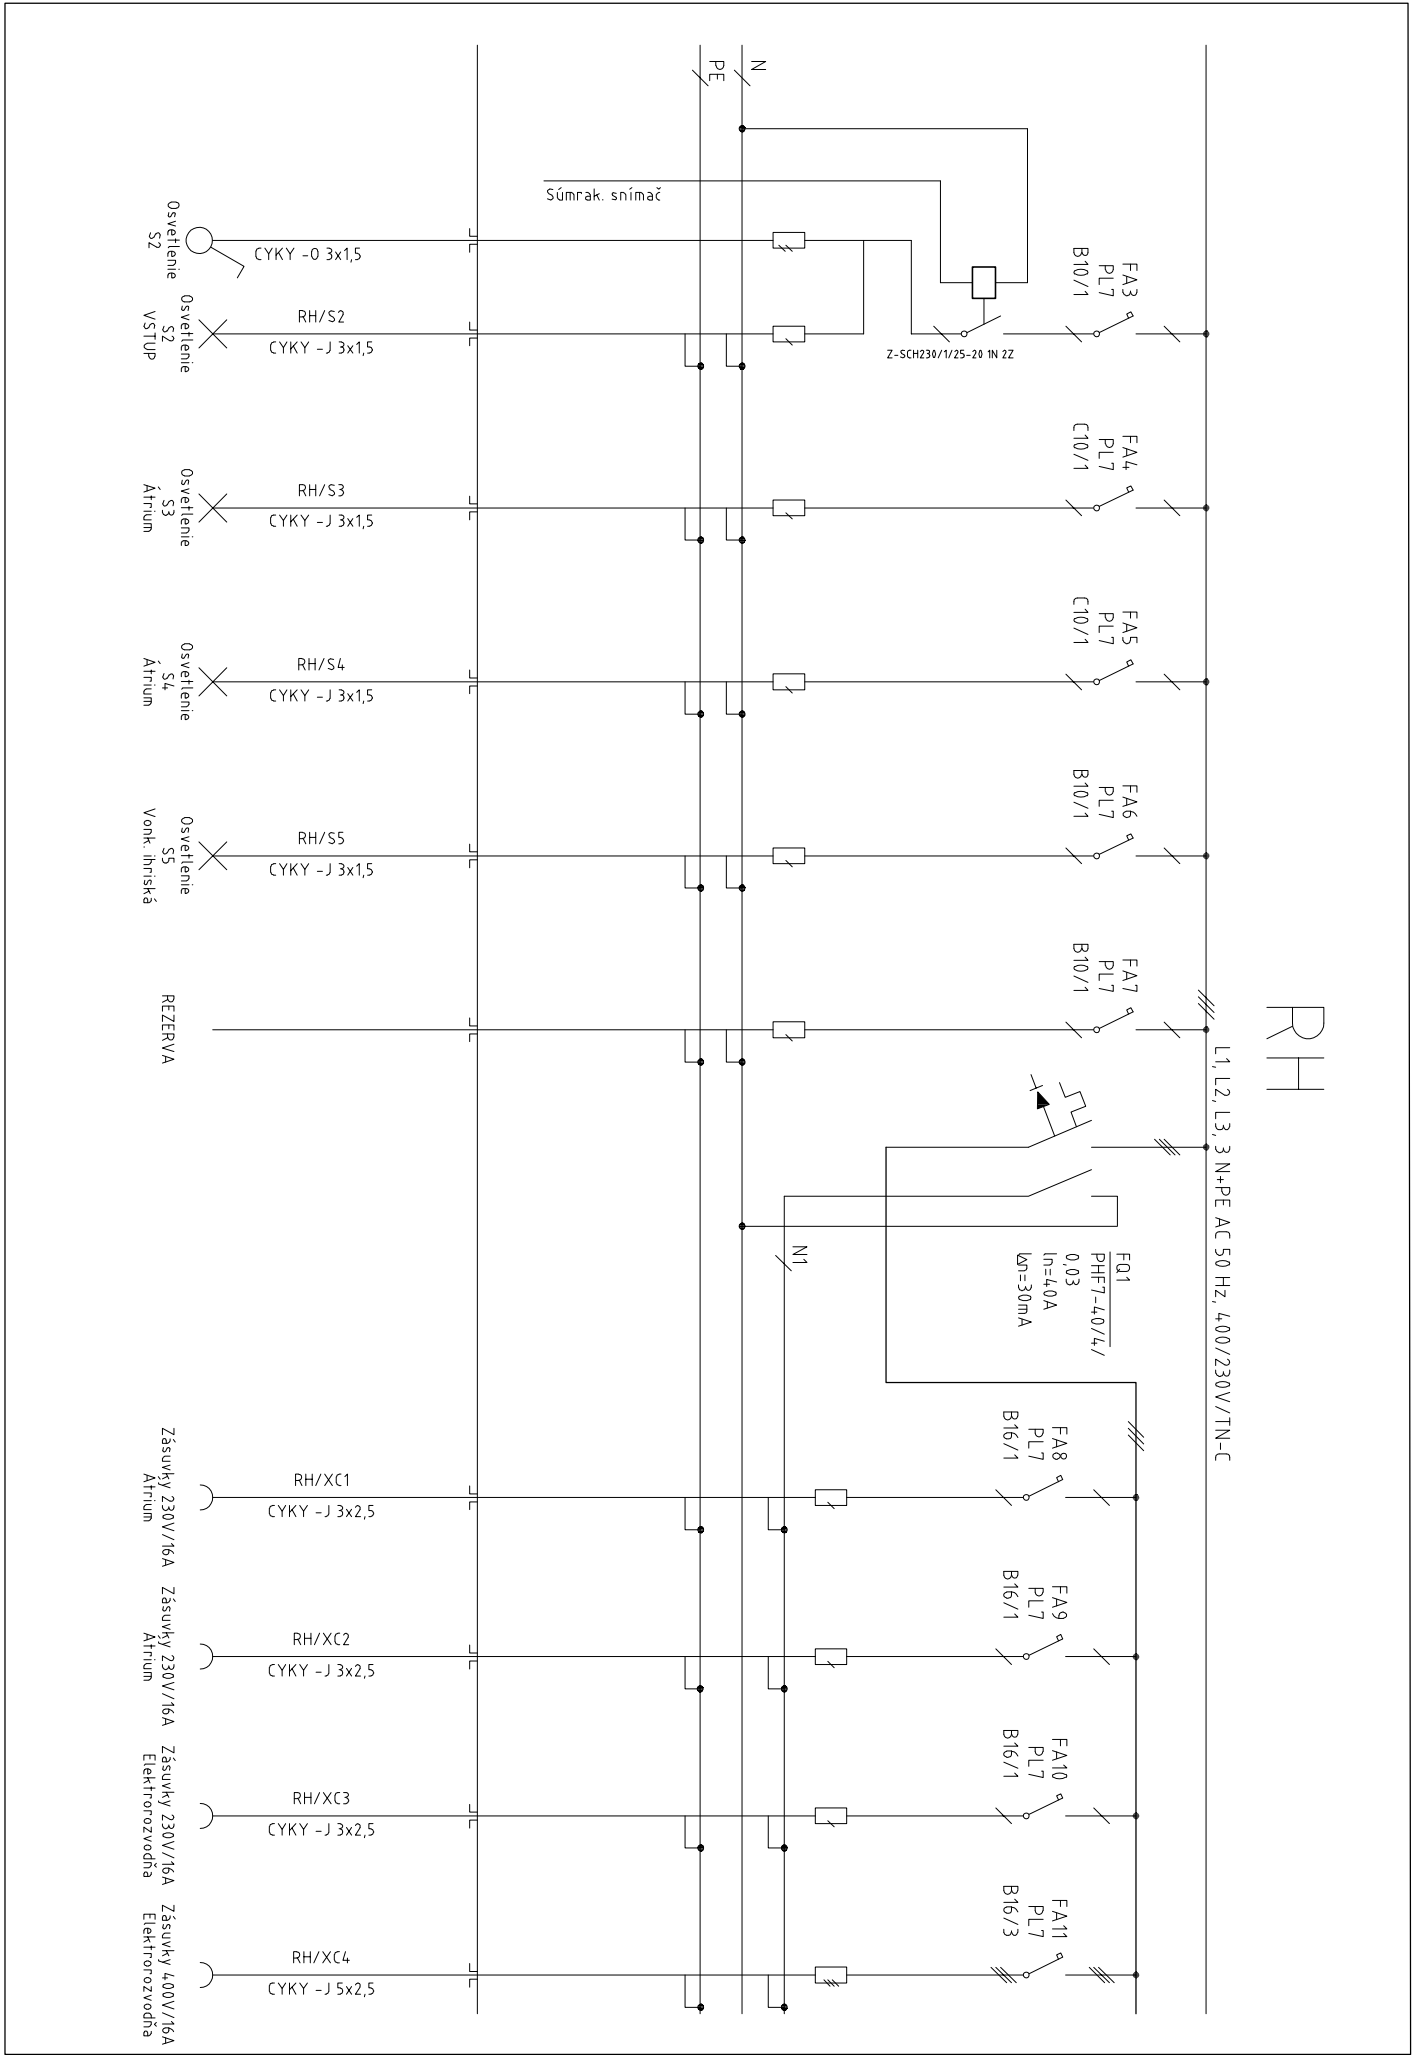 RH
L1, L2, L3, 3 N+PE AC 50 Hz, 400/230V/TN-C
N
PE
Súmrak. snímač
FA3
PL7
B10/1
Z-SCH230/1/25-20 1N 2Z
CYKY -O 3x1,5
Osvetlenie
S2
RH/S2
CYKY -J 3x1,5
Osvetlenie
S2
VSTUP
FA4
PL7
C10/1
RH/S3
CYKY -J 3x1,5
Osvetlenie
S3
Átrium
FA5
PL7
C10/1
RH/S4
CYKY -J 3x1,5
Osvetlenie
S4
Átrium
FA6
PL7
B10/1
RH/S5
CYKY -J 3x1,5
Osvetlenie
S5
Vonk. ihriská
FA7
PL7
B10/1
REZERVA
FQ1
PHF7-40/4/
0,03
In=40A
IΔn=30mA
N1
FA8
PL7
B16/1
RH/XC1
CYKY -J 3x2,5
Zásuvky 230V/16A
Átrium
FA9
PL7
B16/1
RH/XC2
CYKY -J 3x2,5
Zásuvky 230V/16A
Átrium
FA10
PL7
B16/1
RH/XC3
CYKY -J 3x2,5
Zásuvky 230V/16A
Elektrorozvodňa
FA11
PL7
B16/3
RH/XC4
CYKY -J 5x2,5
Zásuvky 400V/16A
Elektrorozvodňa